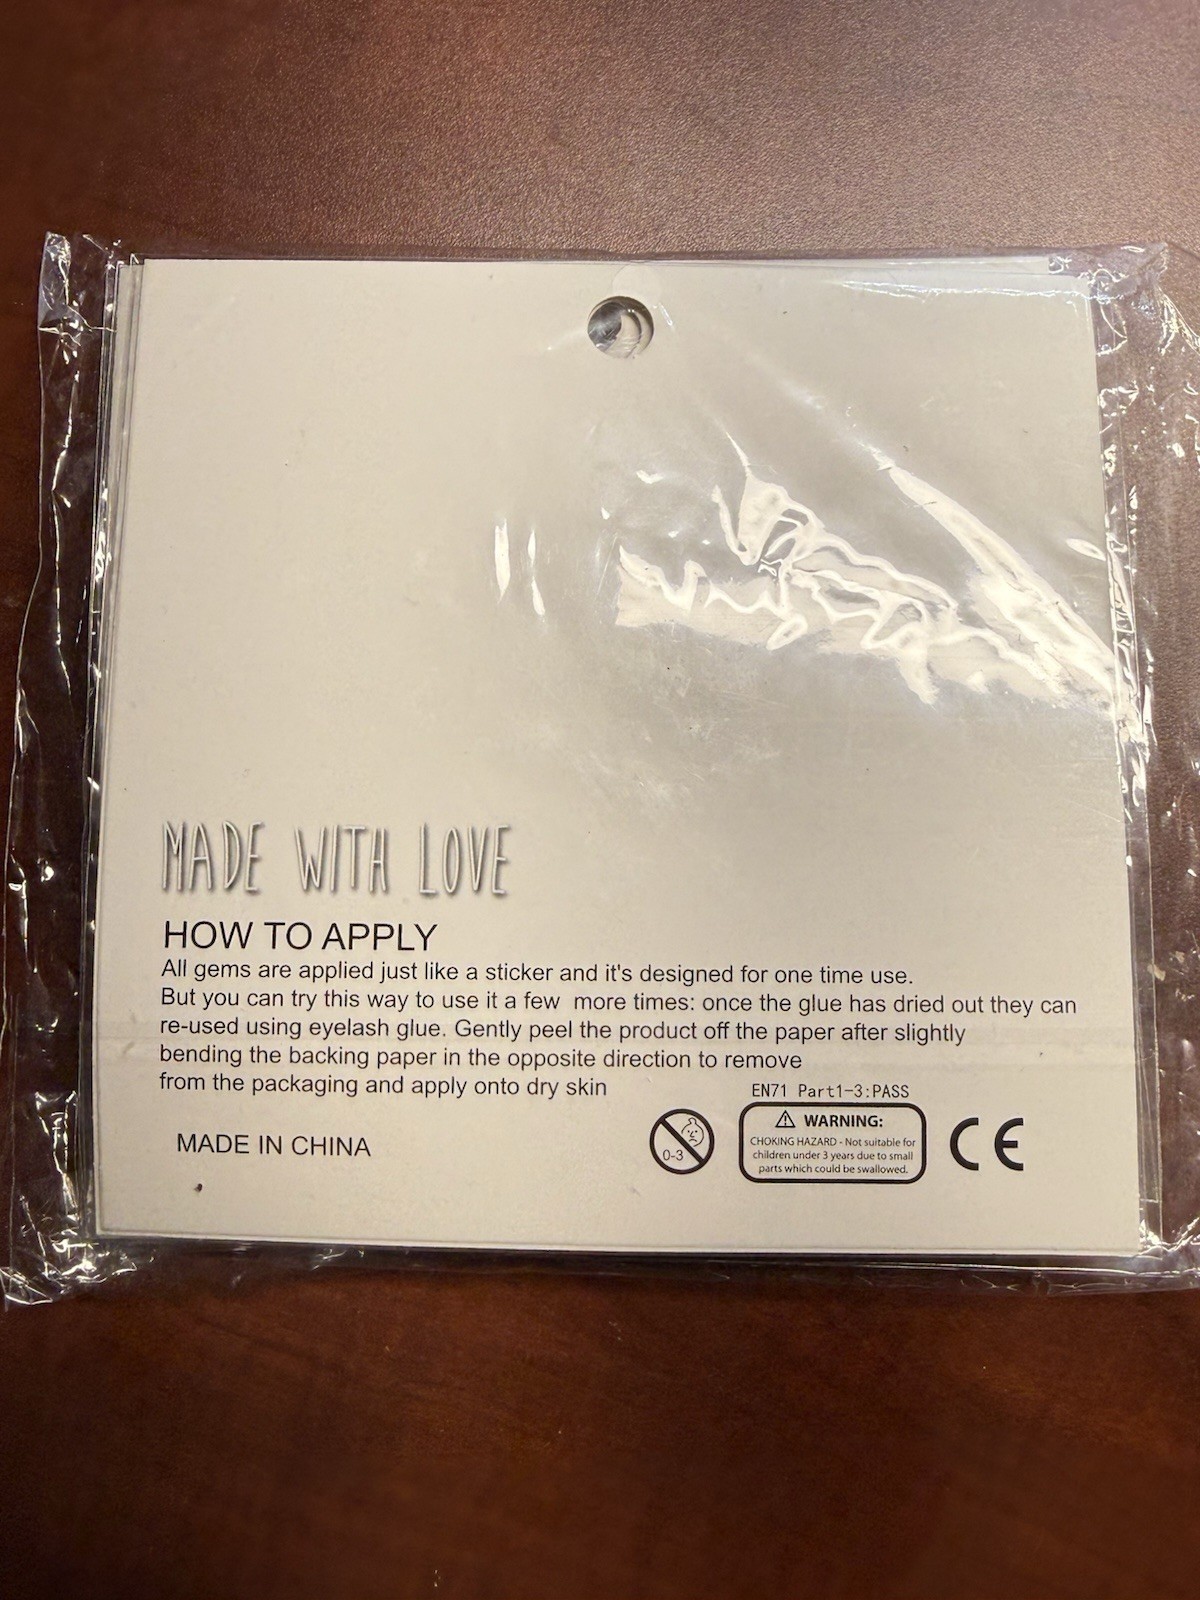 MADE WITH LOVE
HOW TO APPLY
All gems are applied just like a sticker and it's designed for one time use.
But you can try this way to use it a few  more times: once the glue has dried out they can
re-used using eyelash glue. Gently peel the product off the paper after slightly
bending the backing paper in the opposite direction to remove
from the packaging and apply onto dry skin
EN71 Part1-3:PASS
MADE IN CHINA
0-3
WARNING:
CHOKING HAZARD - Not suitable for
children under 3 years due to small
parts which could be swallowed.
CE